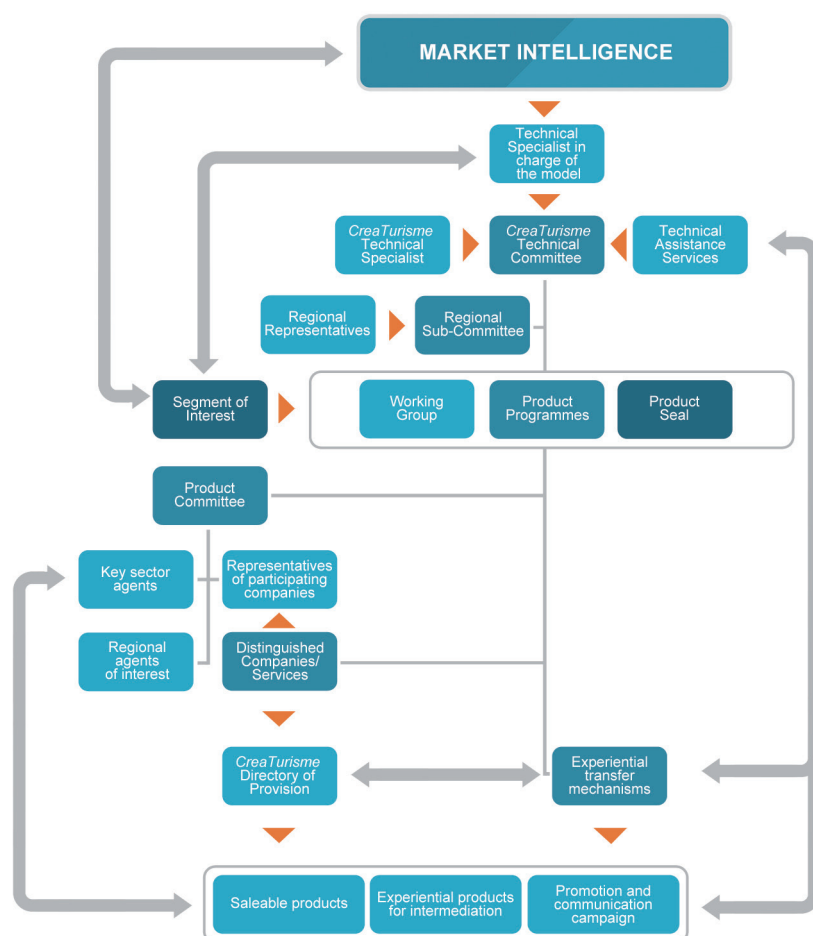 MARKET INTELLIGENCE
Technical
Specialist in
charge of
the model
CreaTurisme
Technical
Specialist
CreaTurisme
Technical
Committee
Technical
Assistance
Services
Regional
Representatives
Regional
Sub-Committee
Segment of
Interest
Working
Group
Product
Programmes
Product
Seal
Product
Committee
Key sector
agents
Representatives
of participating
companies
Regional
agents
of interest
Distinguished
Companies/
Services
CreaTurisme
Directory of
Provision
Experiential
transfer
mechanisms
Saleable products
Experiential products
for intermediation
Promotion and
communication
campaign